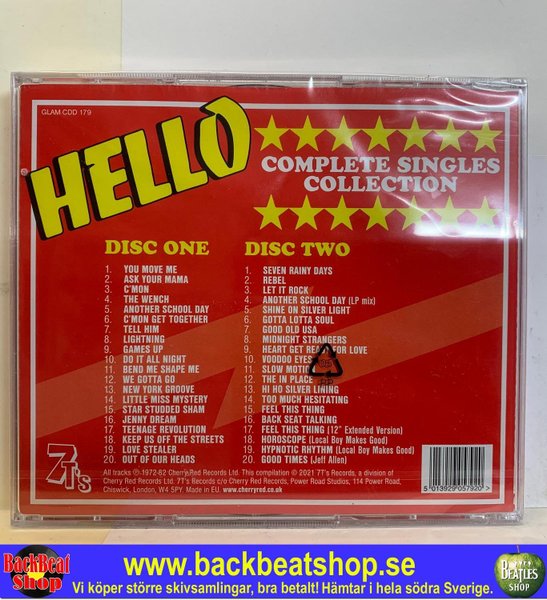 GLAM CDD 179
HELLO
COMPLETE SINGLES
COLLECTION
DISC ONE
1. YOU MOVE ME
2. ASK YOUR MAMA
3. C'MON
4. THE WENCH
5. ANOTHER SCHOOL DAY
6. C'MON GET TOGETHER
7. TELL HIM
8. LIGHTNING
9. GAMES UP
10. DO IT ALL NIGHT
11. BEND ME SHAPE ME
12. WE GOTTA GO
13. NEW YORK GROOVE
14. LITTLE MISS MYSTERY
15. STAR STUDDED SHAM
16. JENNY DREAM
17. TEENAGE REVOLUTION
18. KEEP US OFF THE STREETS
19. LOVE STEALER
20. OUT OF OUR HEADS
DISC TWO
1. SEVEN RAINY DAYS
2. REBEL
3. LET IT ROCK
4. ANOTHER SCHOOL DAY (LP mix)
5. SHINE ON SILVER LIGHT
6. GOTTA LOTTA SOUL
7. GOOD OLD USA
8. MIDNIGHT STRANGERS
9. HEART GET READY FOR LOVE
10. VOODOO EYES
11. SLOW MOTION
12. THE IN PLACE
13. HI HO SILVER LINING
14. TOO MUCH HESITATING
15. FEEL THIS THING
16. BACK SEAT TALKING
17. FEEL THIS THING (12" Extended Version)
18. HOROSCOPE (Local Boy Makes Good)
19. HYPNOTIC RHYTHM (Local Boy Makes Good)
20. GOOD TIMES (Jeff Allen)
7T's
All tracks ℗ 1972-82 Cherry Red Records Ltd. This compilation © 2021 7T's Records, a division of
Cherry Red Records Ltd. 7T's Records c/o Cherry Red Records, Power Road Studios, 114 Power Road,
Chiswick, London, W4 5PY. Made in EU. www.cherryred.co.uk
5 013929 057920 >
BackBeat
Shop
www.backbeatshop.se
Vi köper större skivsamlingar, bra betalt! Hämtar i hela södra Sverige.
BEATLES
SHOP